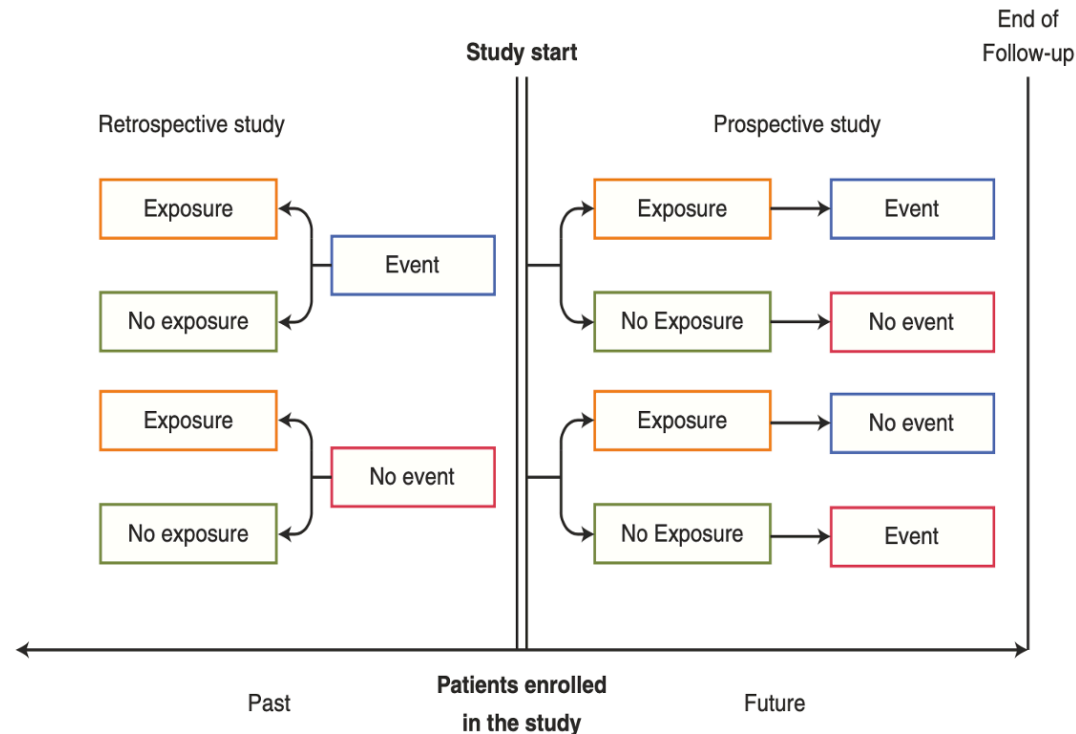 Study start
End of
Follow-up
Retrospective study
Prospective study
Exposure
No exposure
Event
Exposure
No exposure
No event
Exposure
Event
No Exposure
No event
Exposure
No event
No Exposure
Event
Past
Patients enrolled
in the study
Future